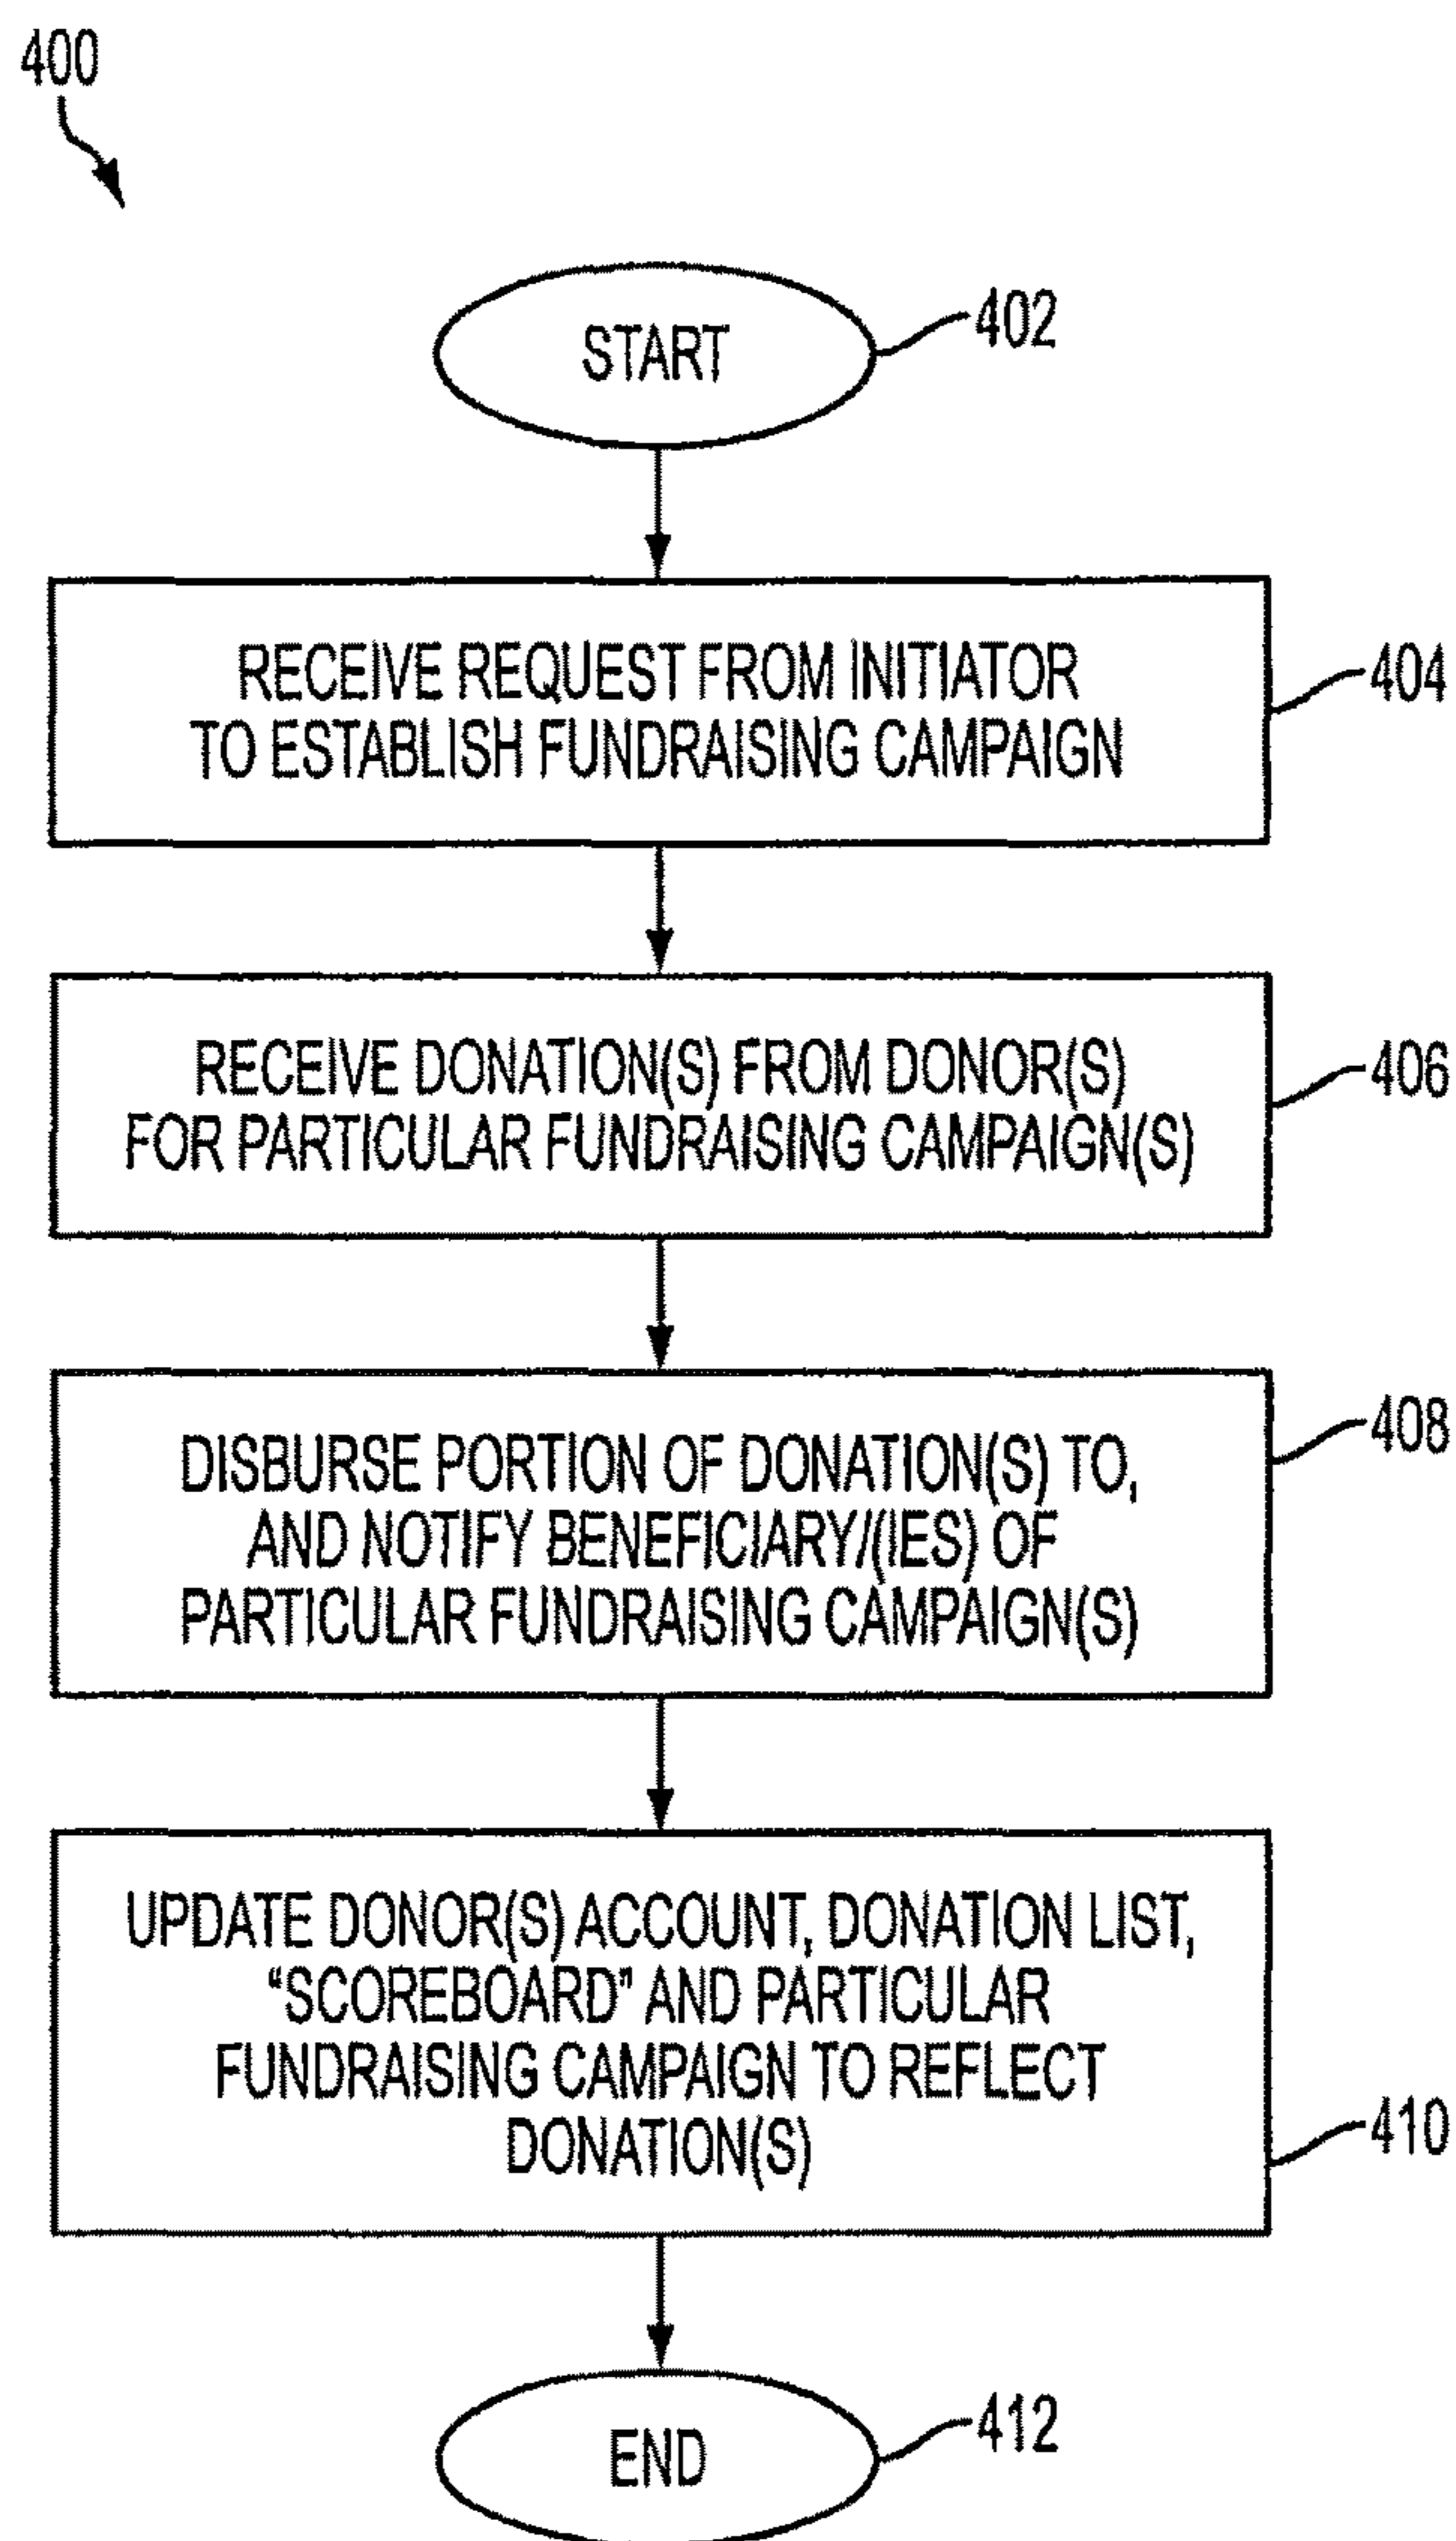 400
START
402
RECEIVE REQUEST FROM INITIATOR
TO ESTABLISH FUNDRAISING CAMPAIGN
404
RECEIVE DONATION(S) FROM DONOR(S)
FOR PARTICULAR FUNDRAISING CAMPAIGN(S)
406
DISBURSE PORTION OF DONATION(S) TO,
AND NOTIFY BENEFICIARY/(IES) OF
PARTICULAR FUNDRAISING CAMPAIGN(S)
408
UPDATE DONOR(S) ACCOUNT, DONATION LIST,
“SCOREBOARD” AND PARTICULAR
FUNDRAISING CAMPAIGN TO REFLECT
DONATION(S)
410
END
412